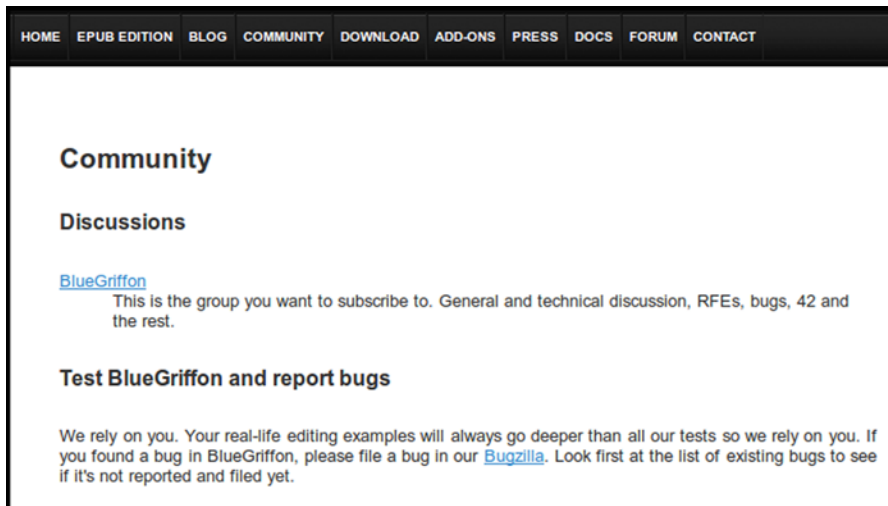 HOME EPUB EDITION BLOG COMMUNITY DOWNLOAD ADD-ONS PRESS DOCS FORUM CONTACT
Community
Discussions
BlueGriffon
This is the group you want to subscribe to. General and technical discussion, RFEs, bugs, 42 and
the rest.
Test BlueGriffon and report bugs
We rely on you. Your real-life editing examples will always go deeper than all our tests so we rely on you. If
you found a bug in BlueGriffon, please file a bug in our Bugzilla. Look first at the list of existing bugs to see
if it's not reported and filed yet.